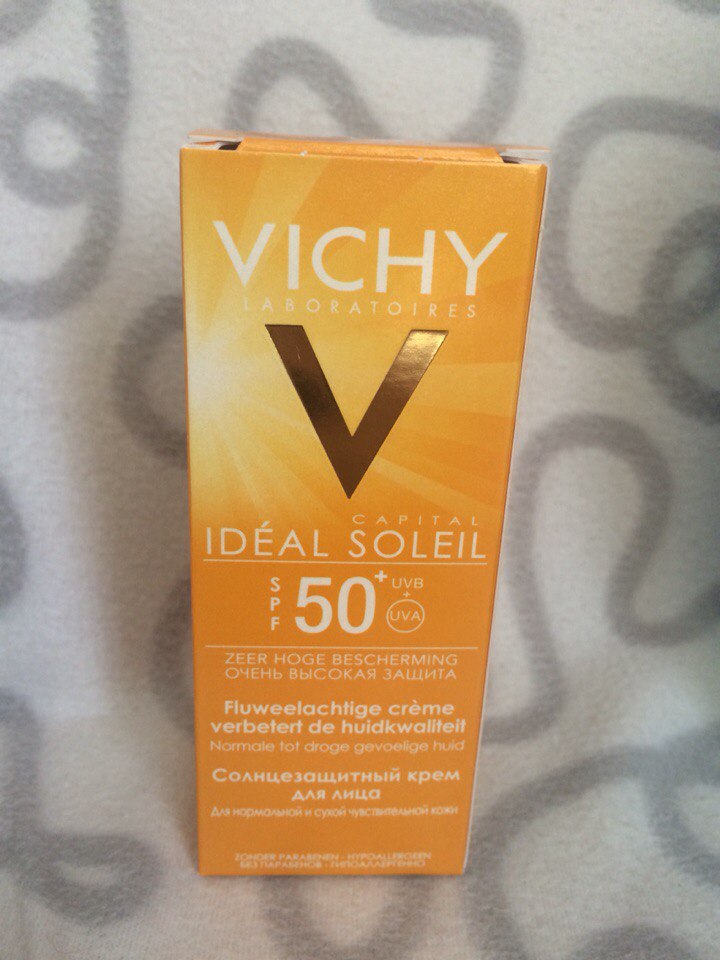 VICHY
LABORATOIRES
V
CAPITAL
IDÉAL SOLEIL
SPF 50+ UVB + UVA
ZEER HOGE BESCHERMING
ОЧЕНЬ ВЫСОКАЯ ЗАЩИТА
Fluweelachtige crème
verbetert de huidkwaliteit
Normale tot droge gevoelige huid
Солнцезащитный крем
для лица
Для нормальной и сухой чувствительной кожи
ZONDER PARABENEN - HYPOALLERGEEN
БЕЗ ПАРАБЕНОВ - ГИПОАЛЛЕРГЕННО